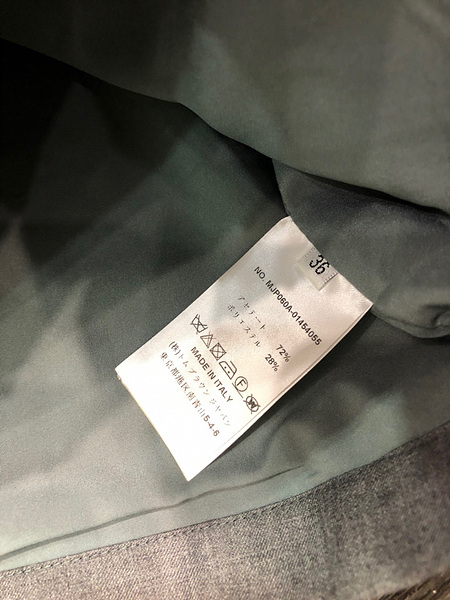 36
NO. MJP060A-01454055
アセテート 72%
ポリエステル 28%
MADE IN ITALY
(株)トム ブラウン ジャパン
東京都港区南青山5-4-6